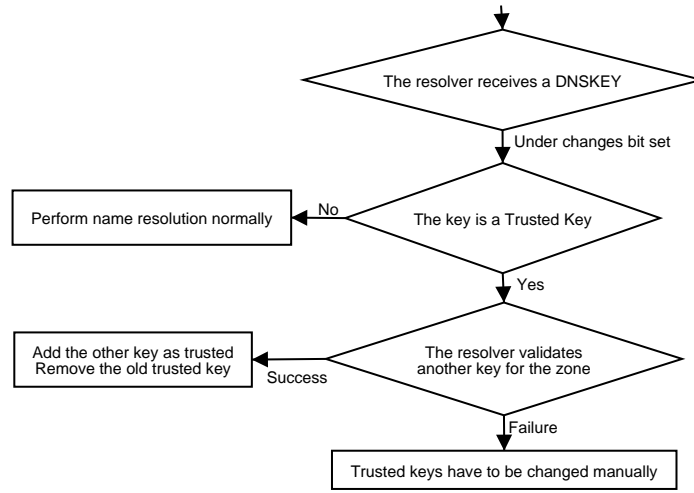 The resolver receives a DNSKEY
Under changes bit set
The key is a Trusted Key
No
Perform name resolution normally
Yes
The resolver validates
another key for the zone
Success
Add the other key as trusted
Remove the old trusted key
Failure
Trusted keys have to be changed manually